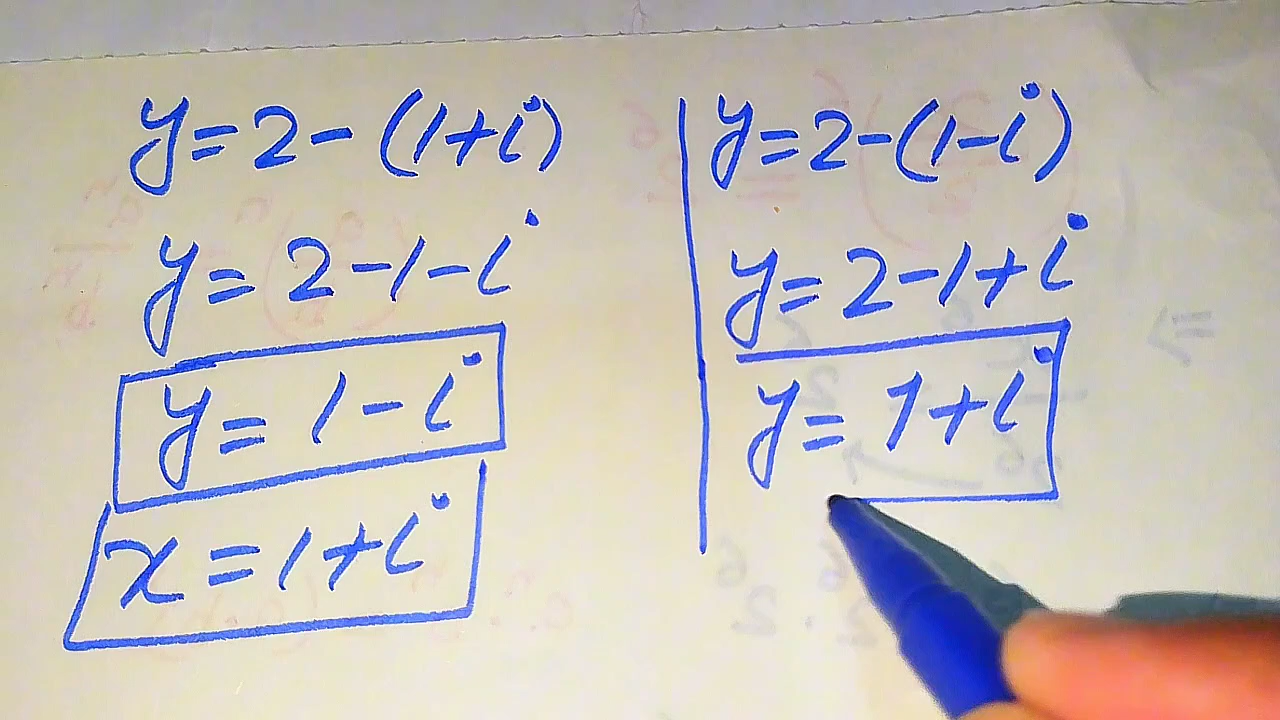 y=2-(1+i)
y=2-1-i
y=1-i
x=1+i
y=2-(1-i)
y=2-1+i
y=1+i